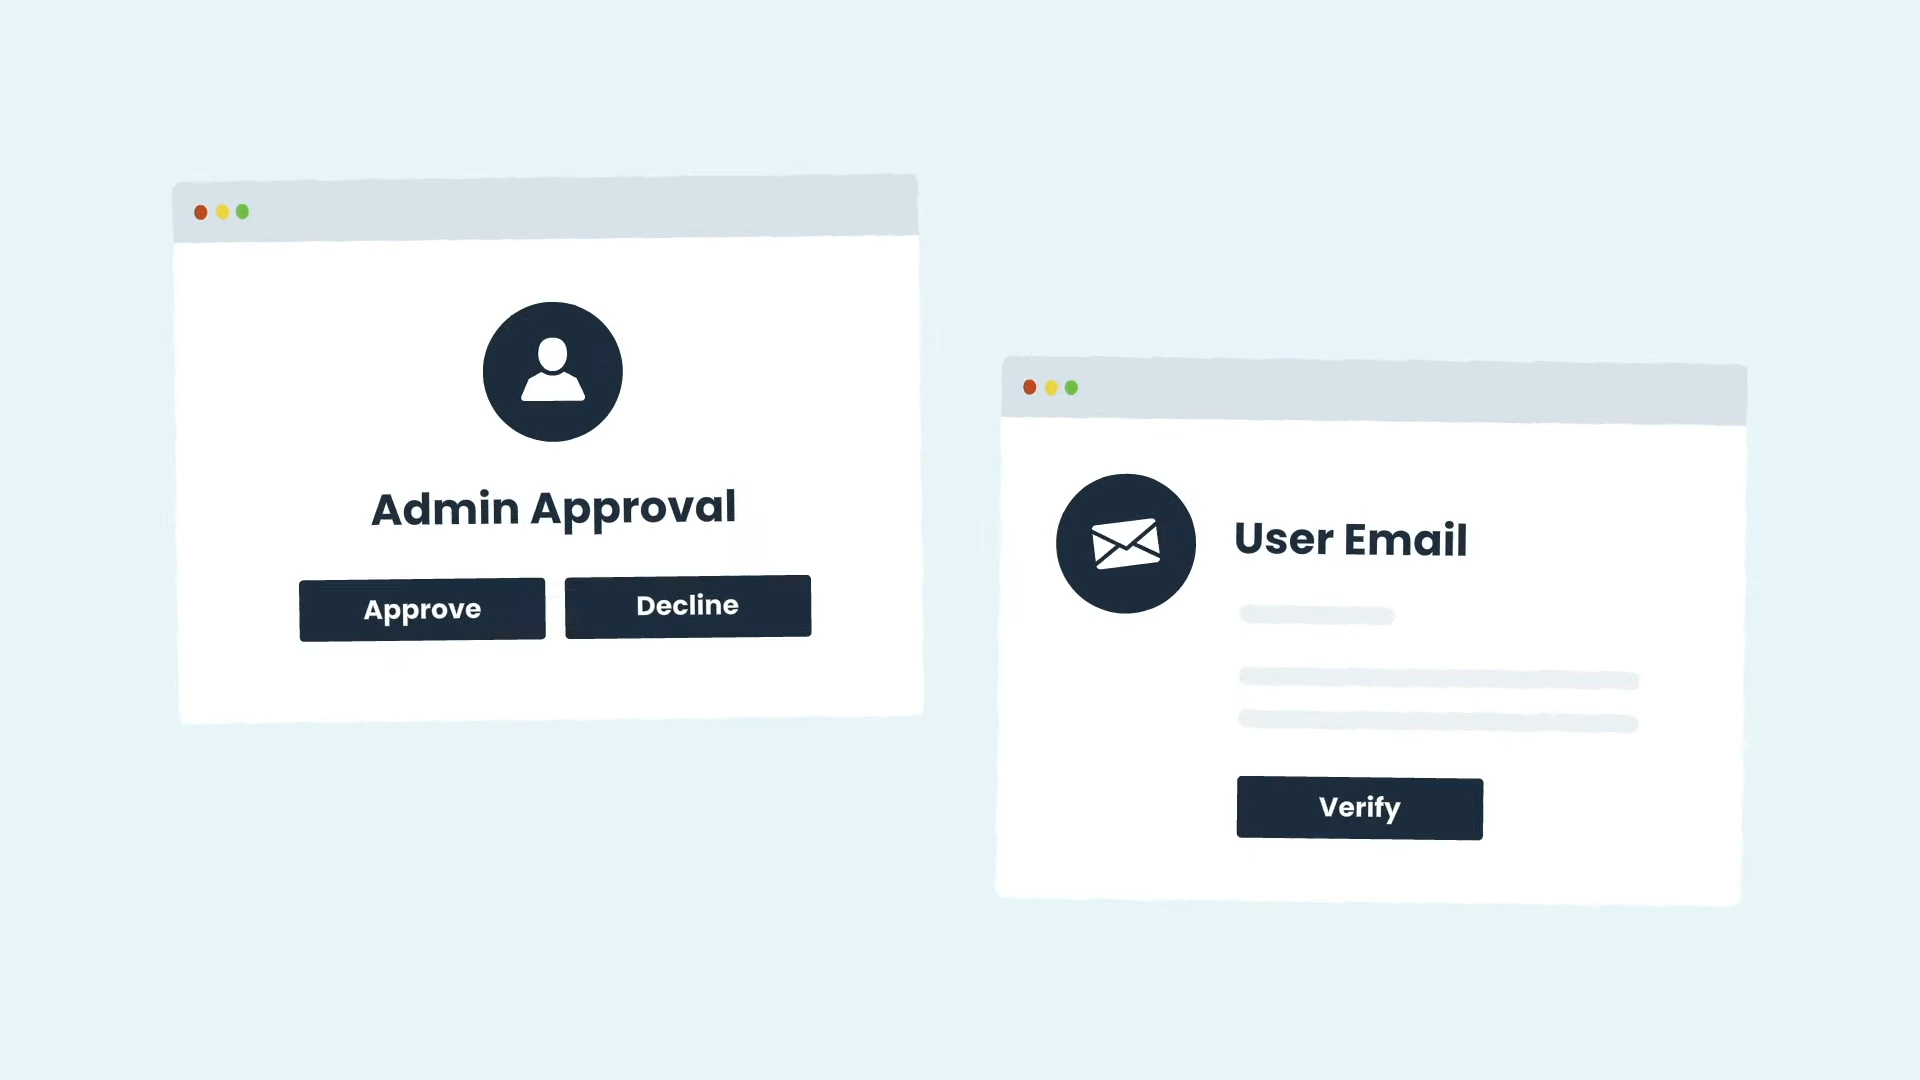 Admin Approval
Approve
Decline
User Email
Verify